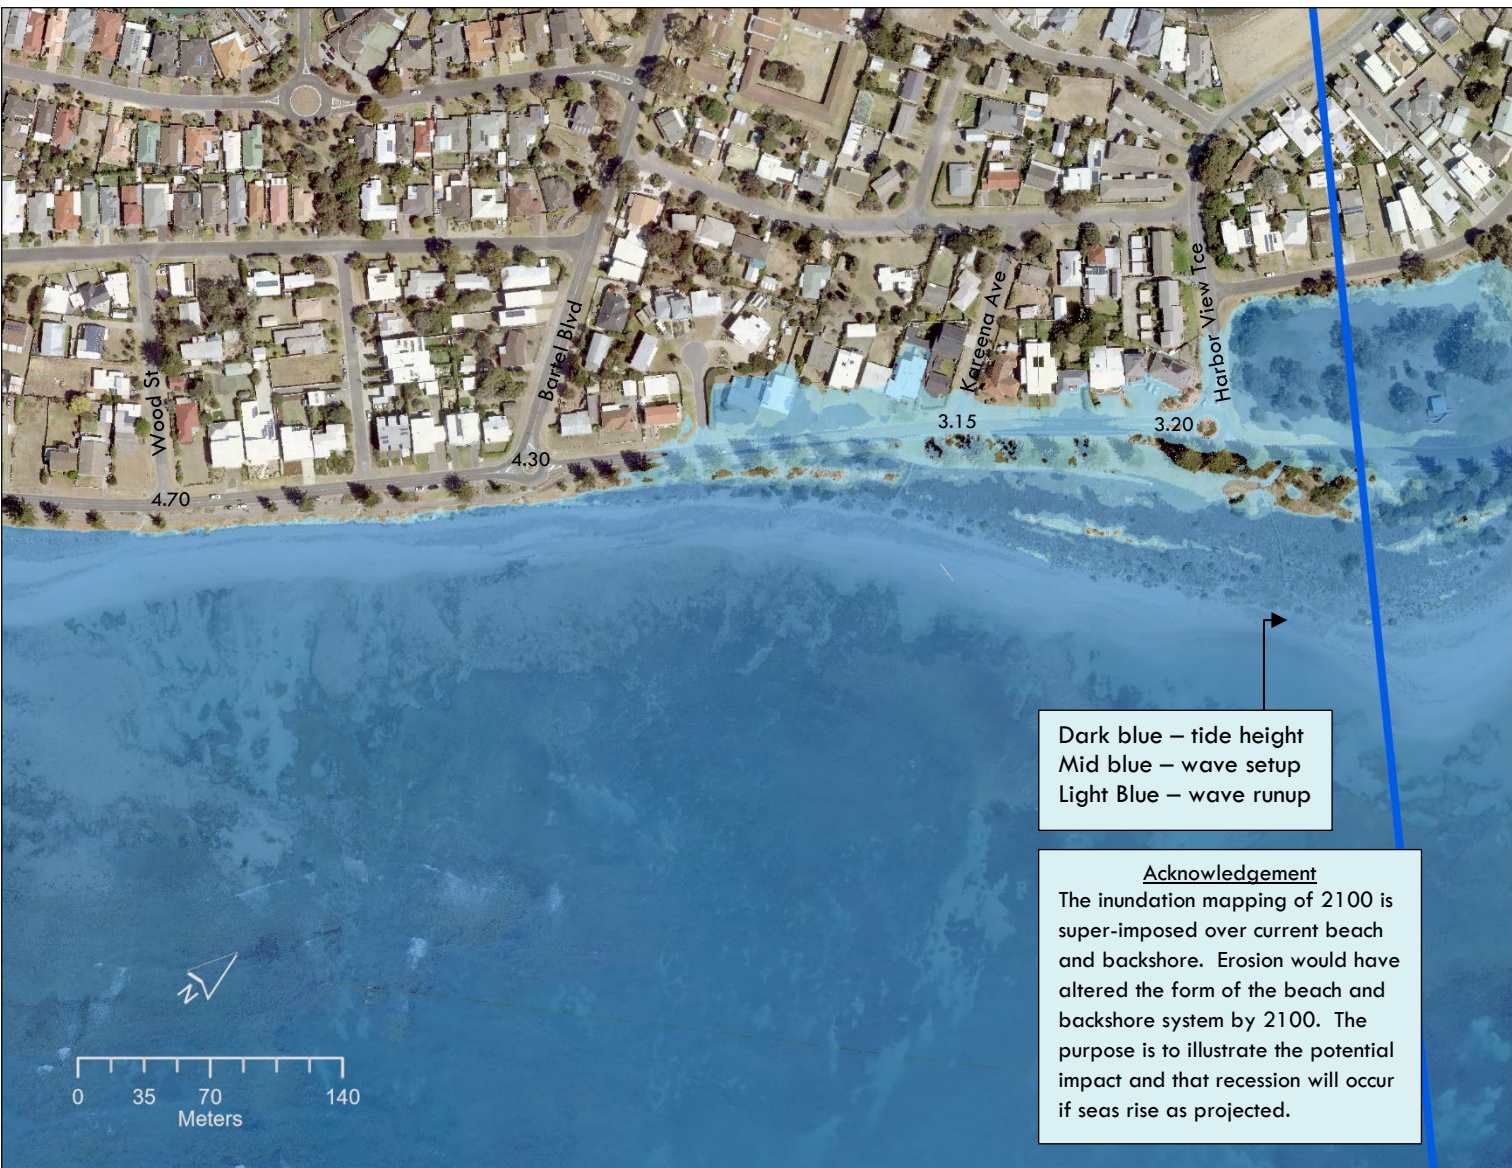 Harbor View Tce
Kareena Ave
Bartel Blvd
Wood St
3.15
3.20
4.30
4.70
Dark blue – tide height
Mid blue – wave setup
Light Blue – wave runup
Acknowledgement
The inundation mapping of 2100 is
super-imposed over current beach
and backshore. Erosion would have
altered the form of the beach and
backshore system by 2100. The
purpose is to illustrate the potential
impact and that recession will occur
if seas rise as projected.
N
0 35 70 140
Meters